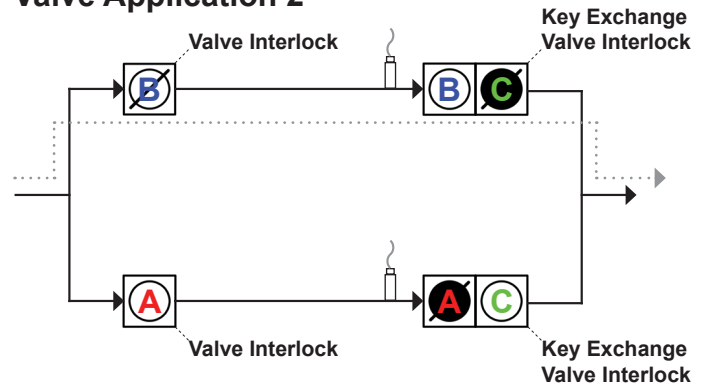 Valve Application 2
Key Exchange
Valve Interlock
Valve Interlock
B
B
C
A
A
C
Valve Interlock
Key Exchange
Valve Interlock